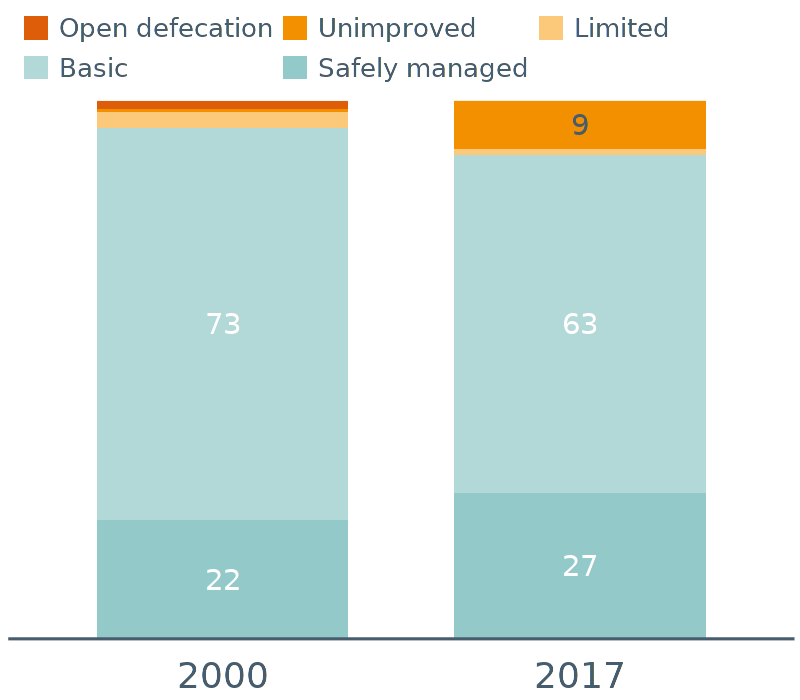 Open defecation Unimproved Limited
Basic Safely managed
9
73 63
22 27
2000 2017